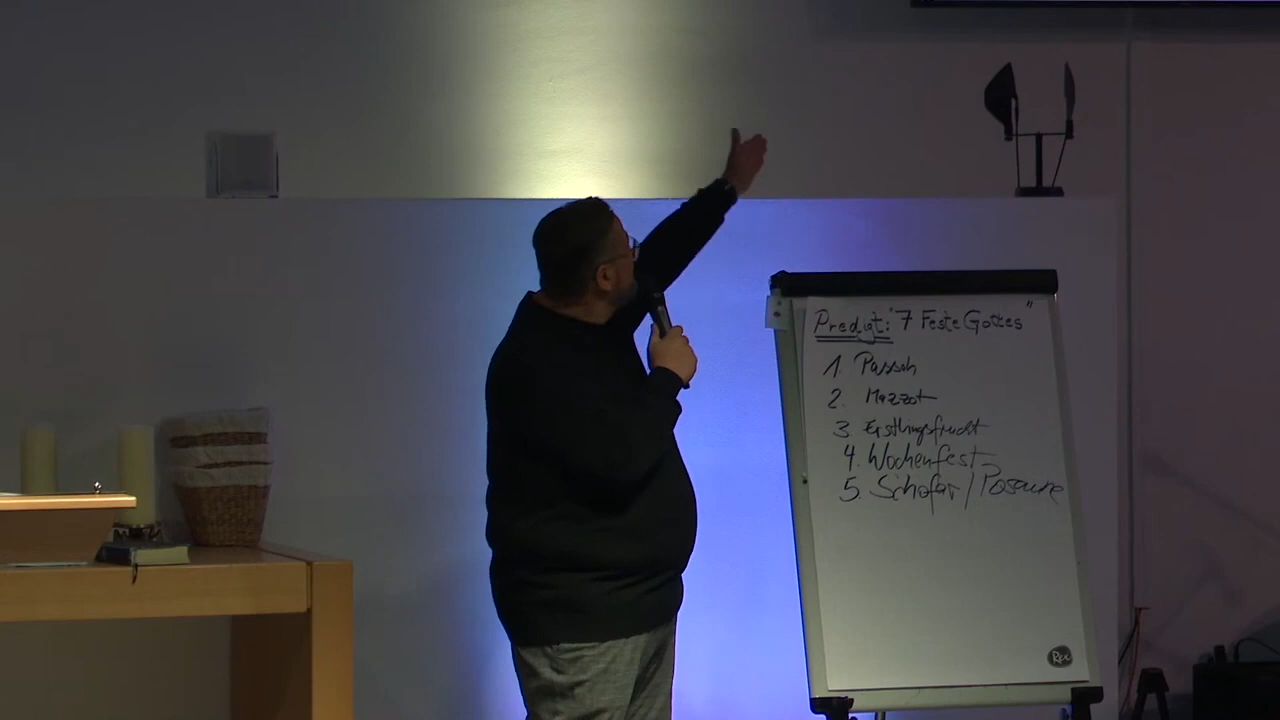 Predigt: "7 Feste Gottes"
1. Passah
2. Mazzot
3. Erstlingsfrucht
4. Wochenfest
5. Schofar / Posaune